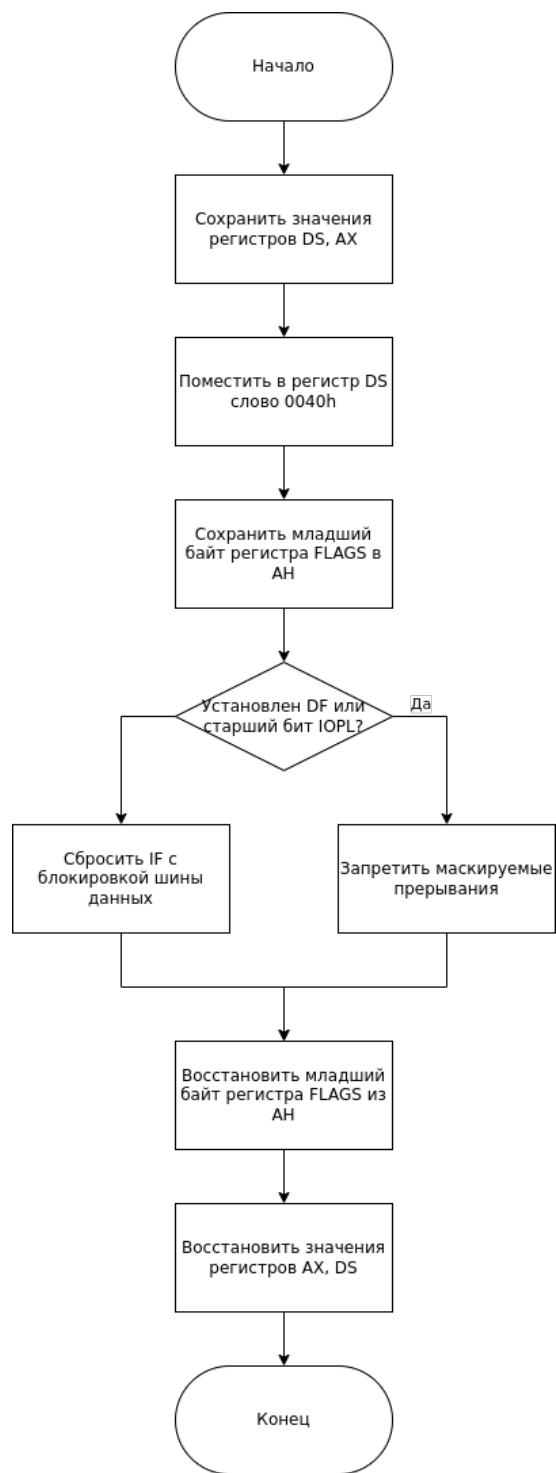 Начало
Сохранить значения
регистров DS, AX
Поместить в регистр DS
слово 0040h
Сохранить младший
байт регистра FLAGS в
AH
Установлен DF или
старший бит IOPL?
Да
Сбросить IF с
блокировкой шины
данных
Запретить маскируемые
прерывания
Восстановить младший
байт регистра FLAGS из
AH
Восстановить значения
регистров AX, DS
Конец